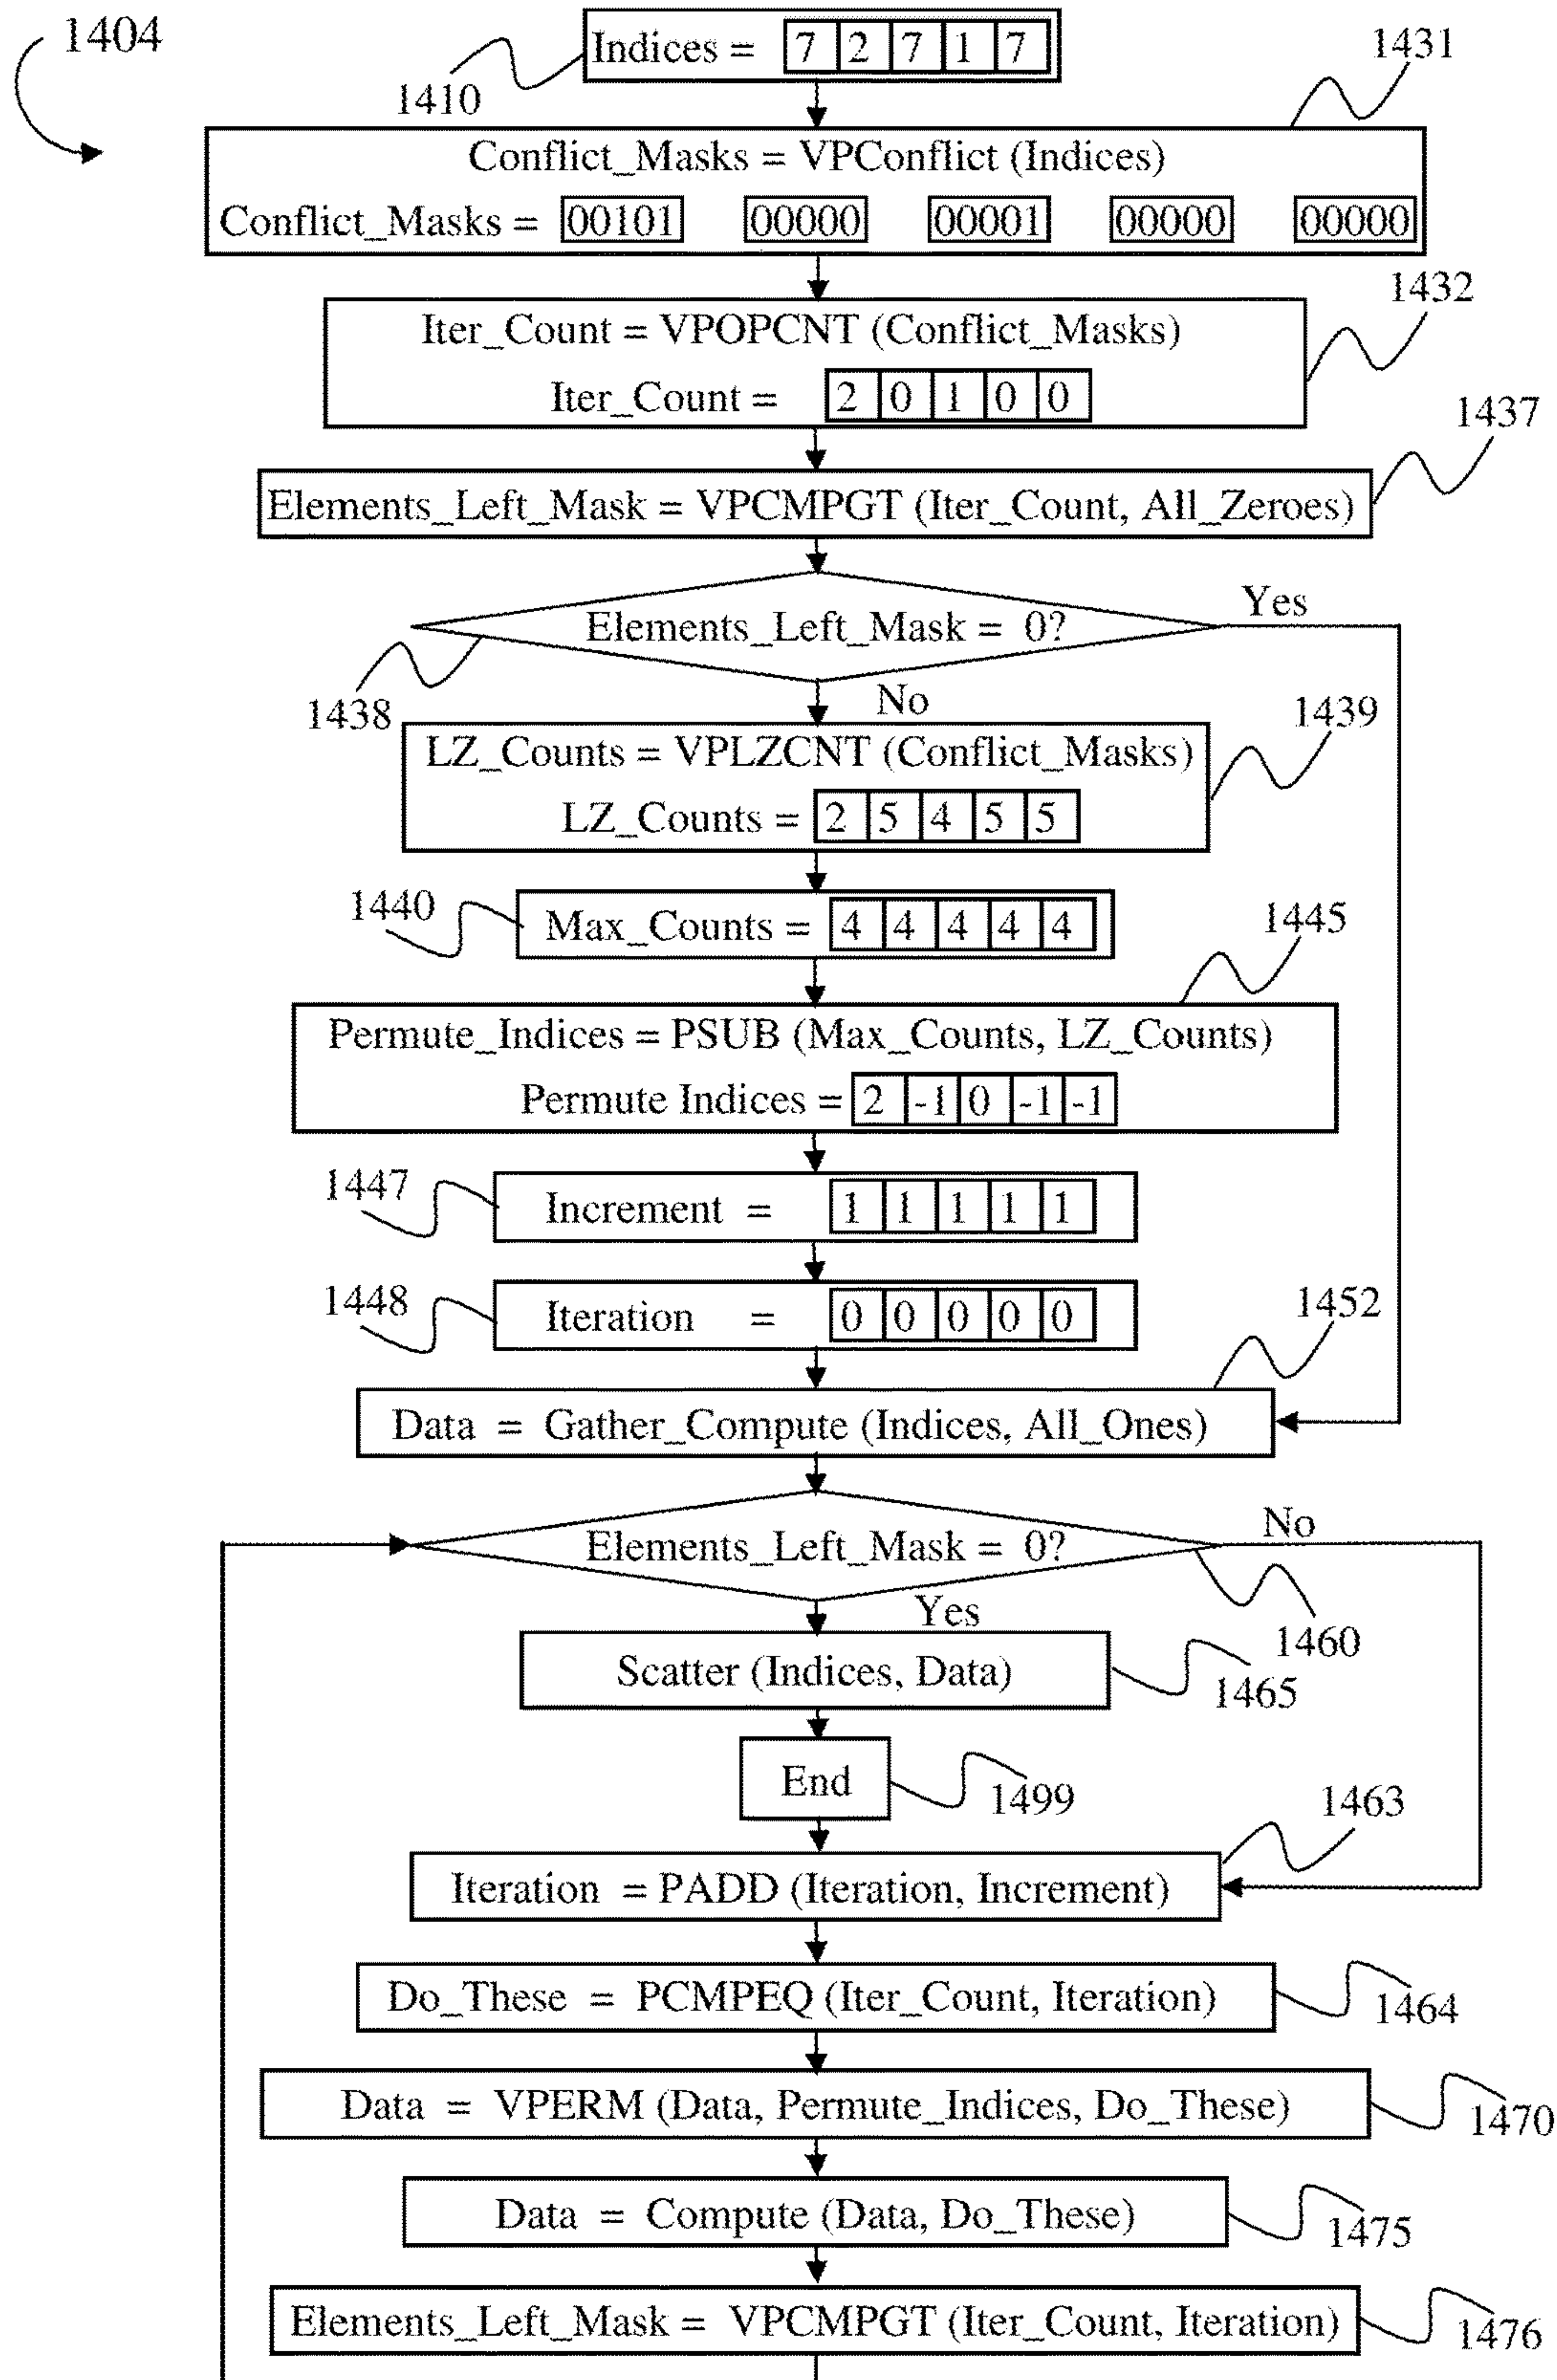 1404
Indices = 7 2 7 1 7
1410
1431
Conflict_Masks = VPConflict (Indices)
Conflict_Masks = 00101 00000 00001 00000 00000
1432
Iter_Count = VPOPCNT (Conflict_Masks)
Iter_Count = 2 0 1 0 0
1437
Elements_Left_Mask = VPCMPGT (Iter_Count, All_Zeroes)
Elements_Left_Mask = 0?
Yes
1438
No
1439
LZ_Counts = VPLZCNT (Conflict_Masks)
LZ_Counts = 2 5 4 5 5
1440
Max_Counts = 4 4 4 4 4
1445
Permute_Indices = PSUB (Max_Counts, LZ_Counts)
Permute Indices = 2 -1 0 -1 -1
1447
Increment = 1 1 1 1 1
1448
Iteration = 0 0 0 0 0
1452
Data = Gather_Compute (Indices, All_Ones)
Elements_Left_Mask = 0?
No
Yes
1460
Scatter (Indices, Data)
1465
End
1499
1463
Iteration = PADD (Iteration, Increment)
Do_These = PCMPEQ (Iter_Count, Iteration)
1464
Data = VPERM (Data, Permute_Indices, Do_These)
1470
Data = Compute (Data, Do_These)
1475
Elements_Left_Mask = VPCMPGT (Iter_Count, Iteration)
1476